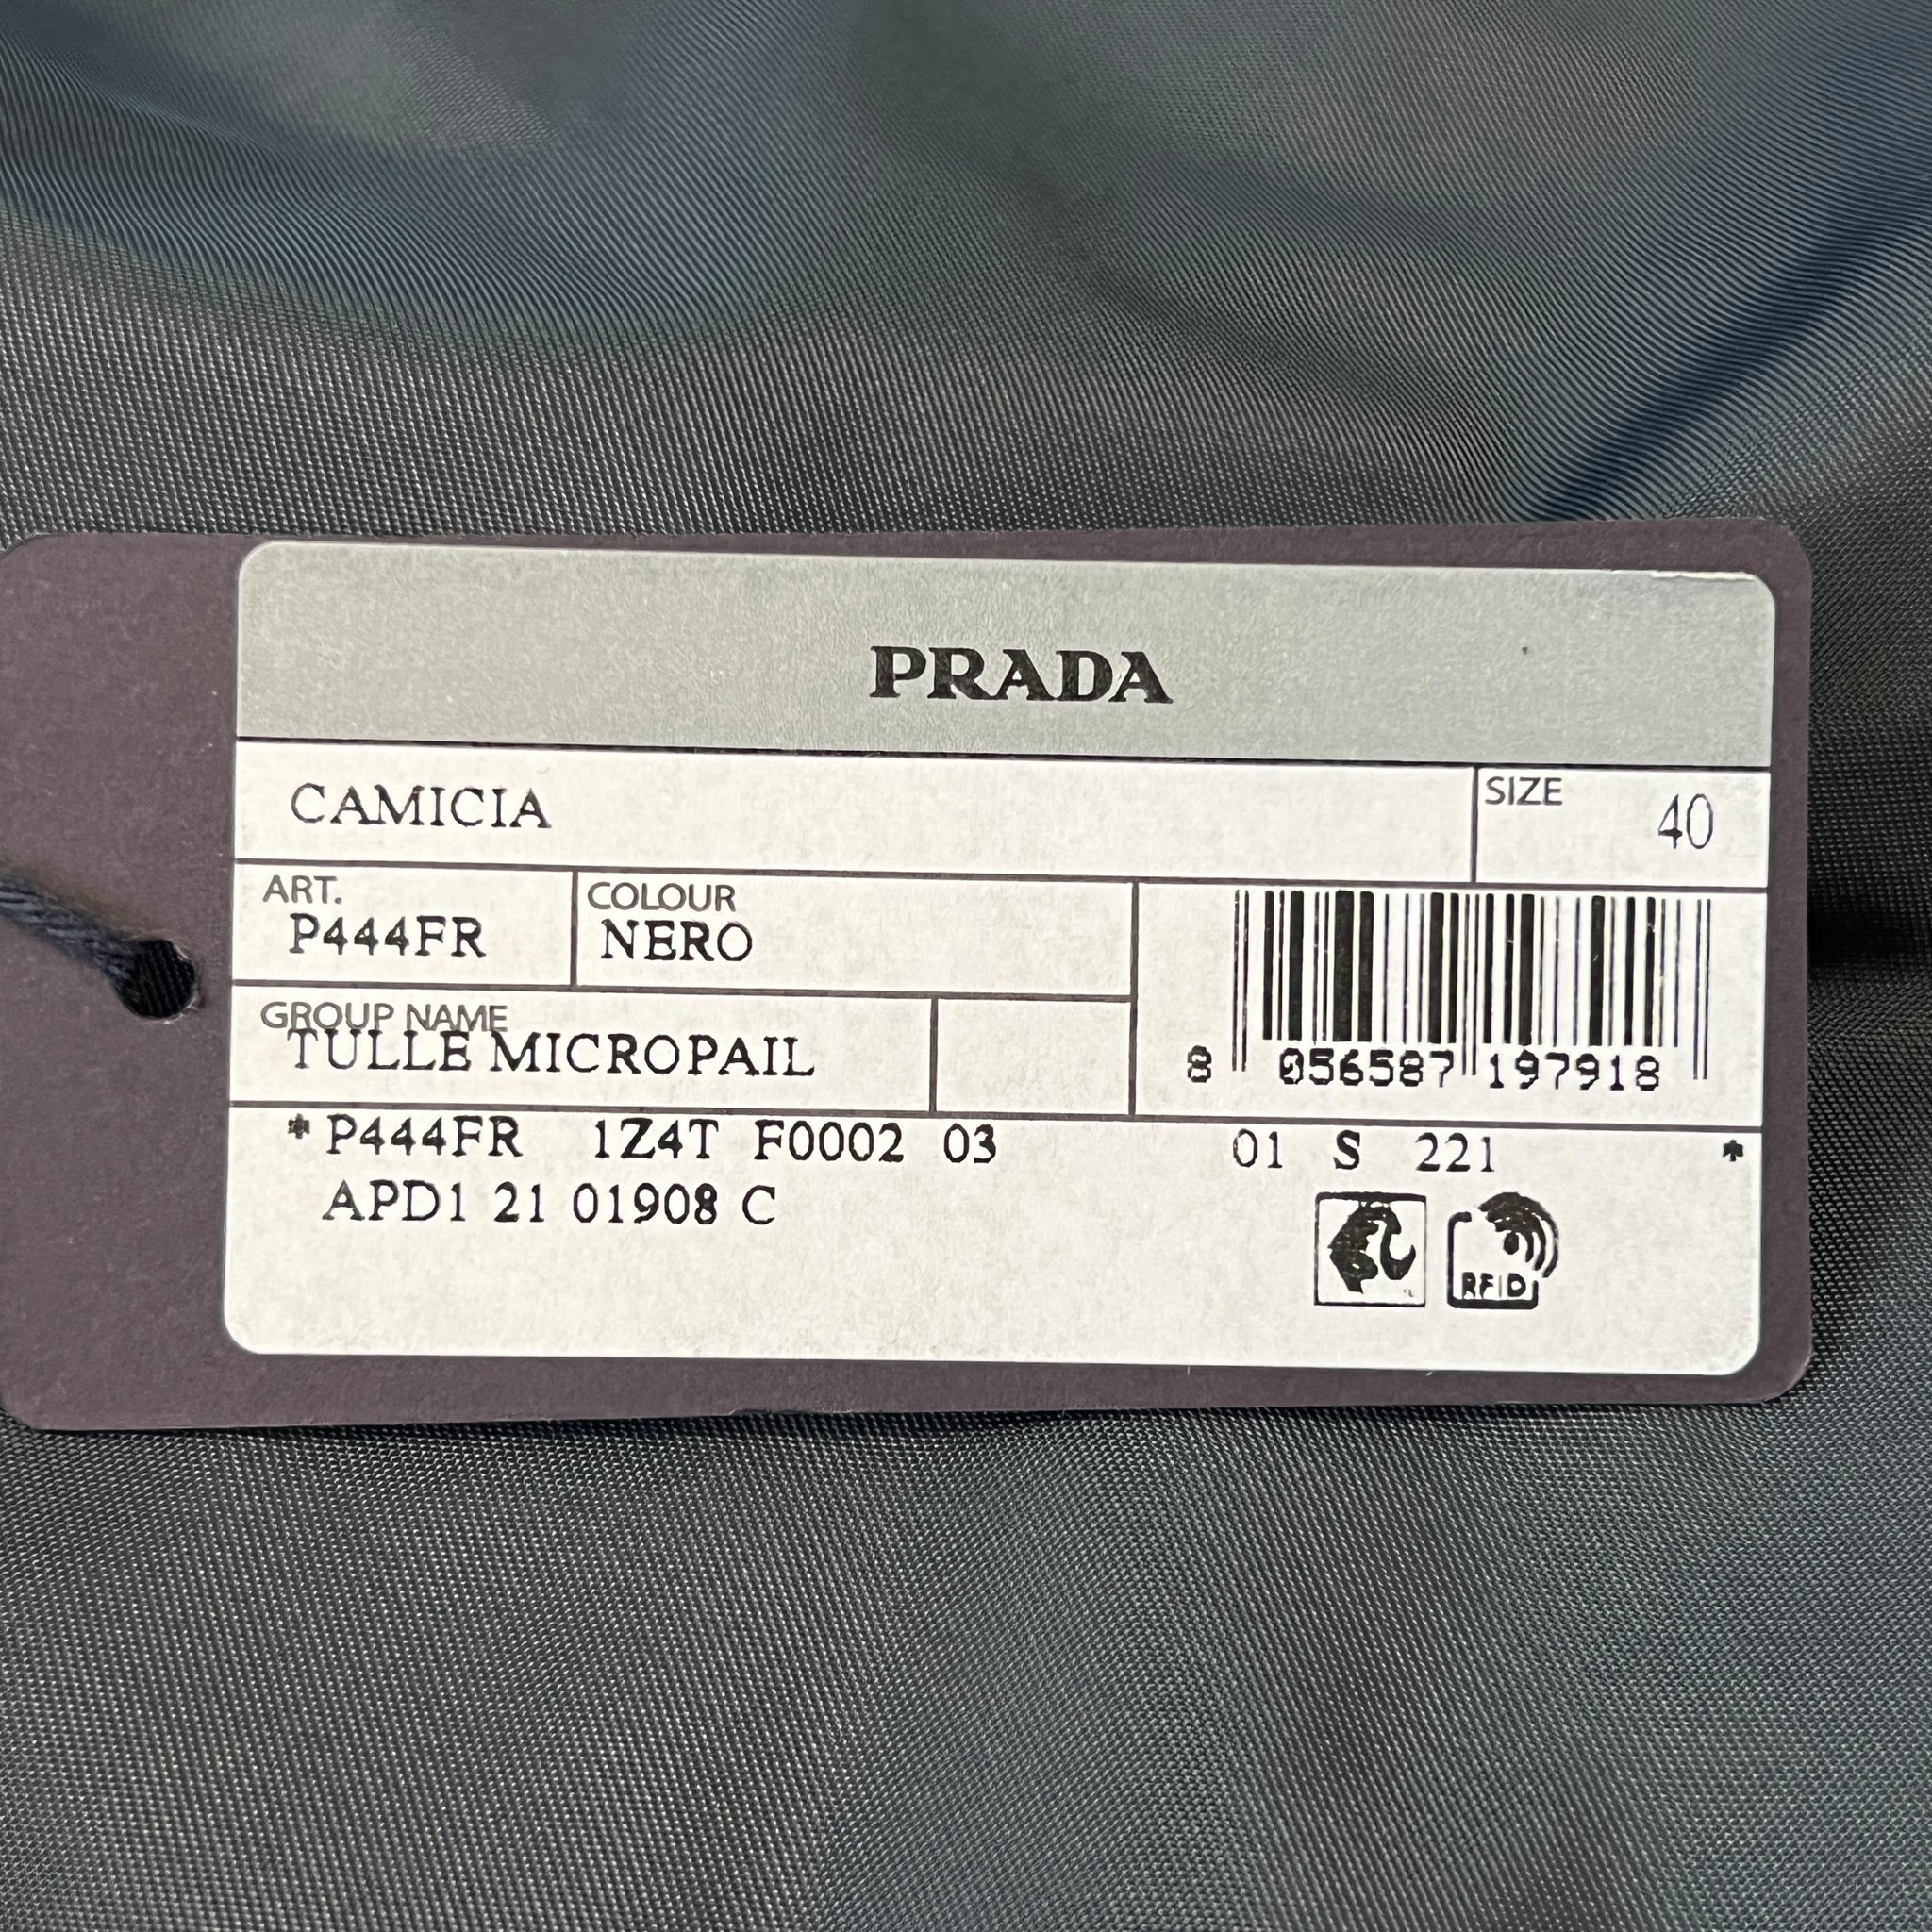 PRADA
CAMICIA
SIZE 40
ART.
P444FR
COLOUR
NERO
GROUP NAME
TULLE MICROPAIL
8 056587 197918
* P444FR 1Z4T F0002 03 01 S 221 *
APD1 21 01908 C
RFID